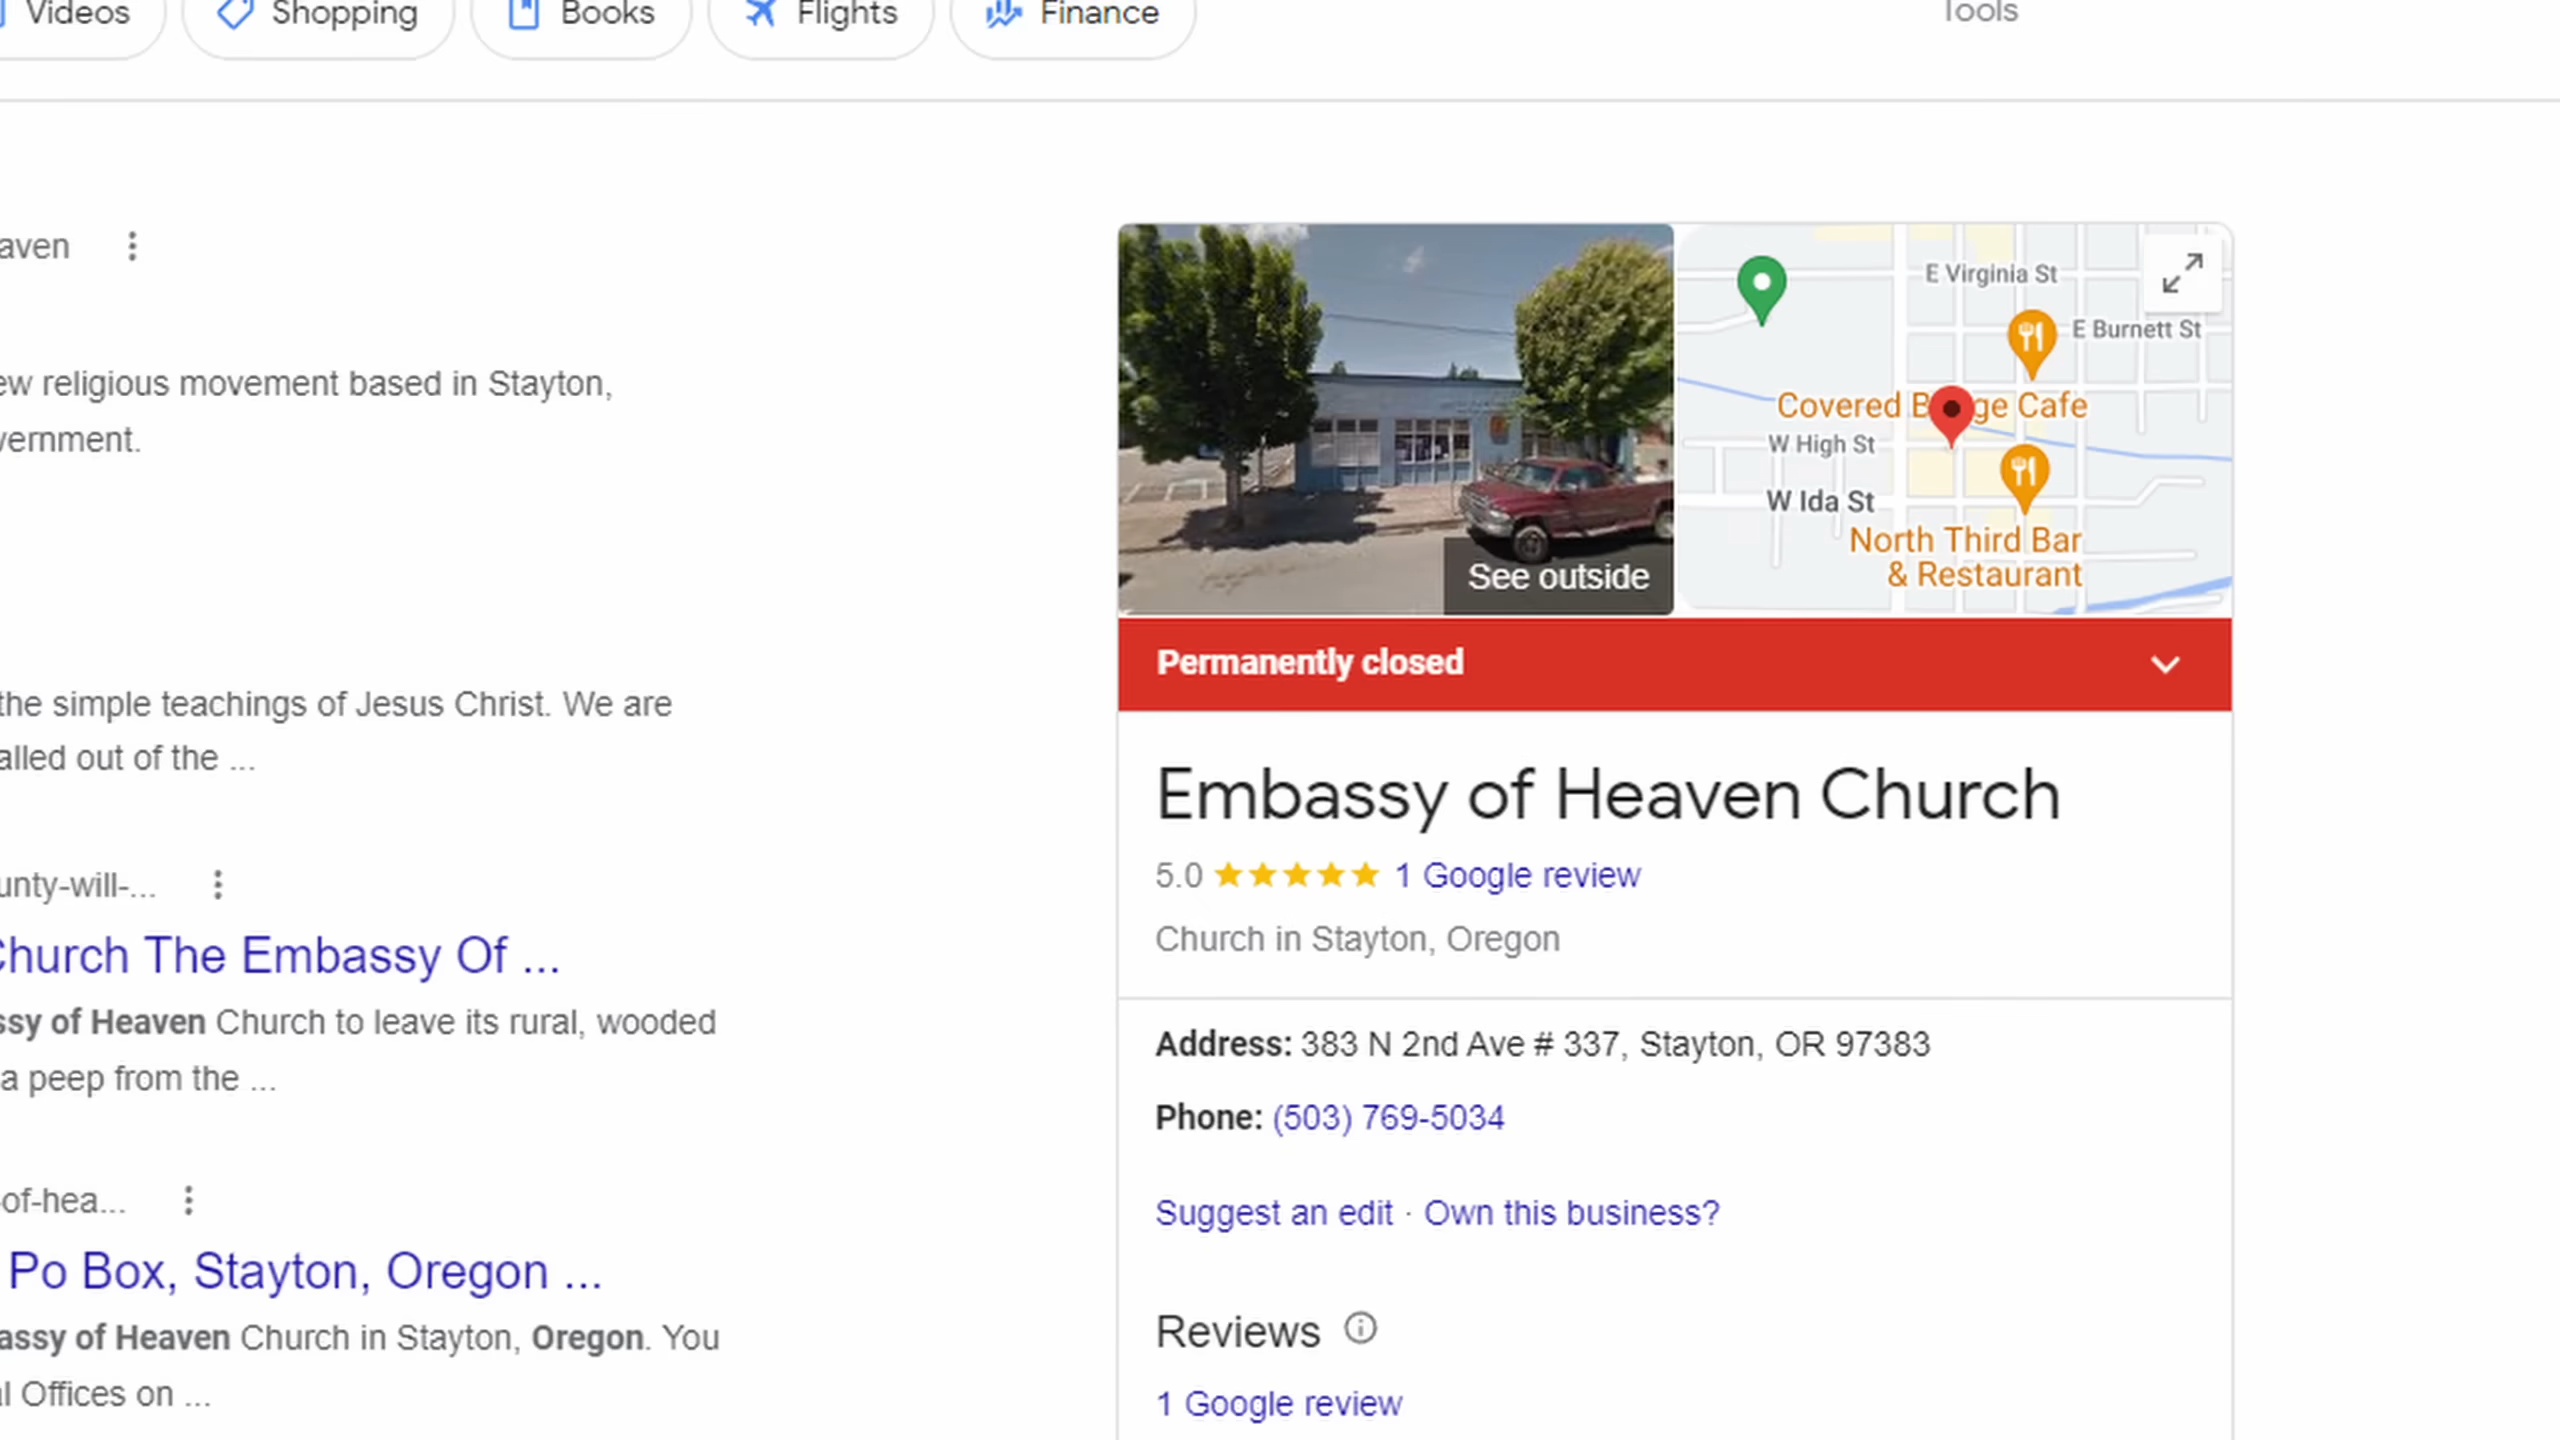 Videos
Shopping
Books
Flights
Finance
Tools
aven
ew religious movement based in Stayton,
vernment.
the simple teachings of Jesus Christ. We are
alled out of the ...
unty-will-...
Church The Embassy Of ...
ssy of Heaven Church to leave its rural, wooded
a peep from the ...
-of-hea...
Po Box, Stayton, Oregon ...
assy of Heaven Church in Stayton, Oregon. You
al Offices on ...
See outside
E Virginia St
E Burnett St
Covered B ge Cafe
W High St
W Ida St
North Third Bar
& Restaurant
Permanently closed
Embassy of Heaven Church
5.0 1 Google review
Church in Stayton, Oregon
Address: 383 N 2nd Ave # 337, Stayton, OR 97383
Phone: (503) 769-5034
Suggest an edit · Own this business?
Reviews
1 Google review